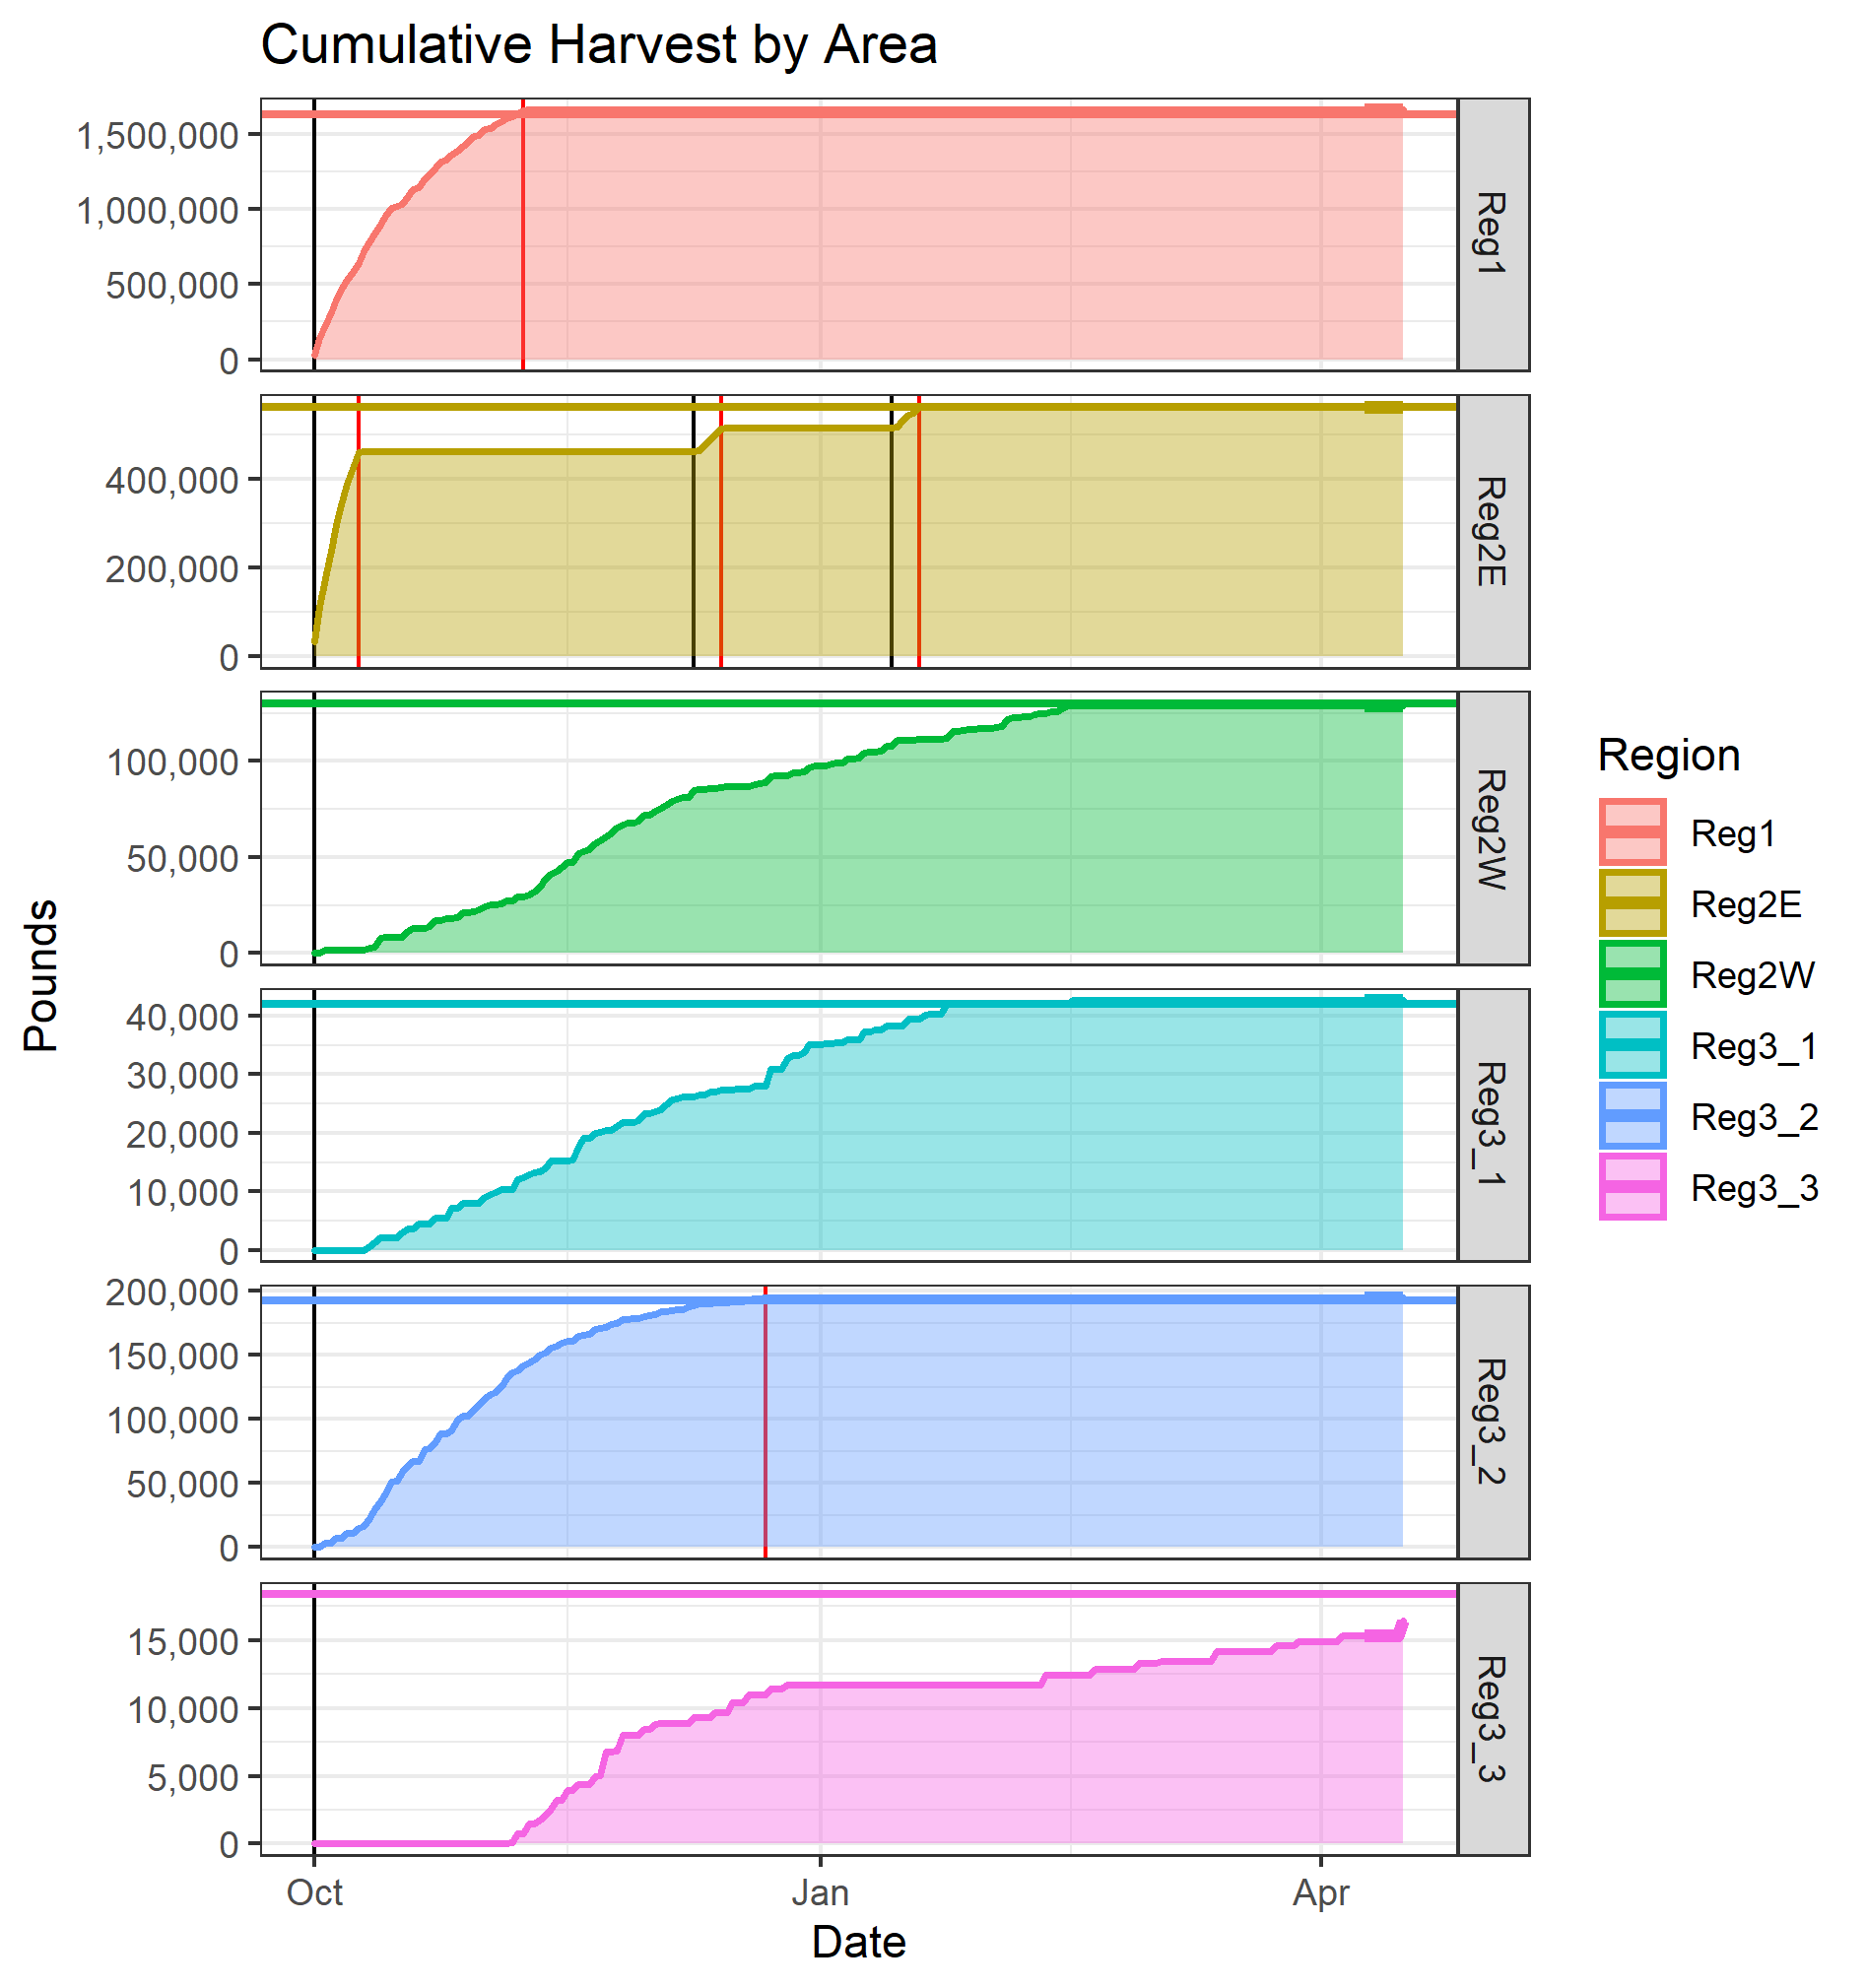 Cumulative Harvest by Area
1,500,000
1,000,000
500,000
0
Reg1
400,000
200,000
0
Reg2E
100,000
50,000
0
Reg2W
40,000
30,000
20,000
10,000
0
Reg3_1
200,000
150,000
100,000
50,000
0
Reg3_2
15,000
10,000
5,000
0
Reg3_3
Oct Jan Apr
Date
Pounds
Region
Reg1
Reg2E
Reg2W
Reg3_1
Reg3_2
Reg3_3